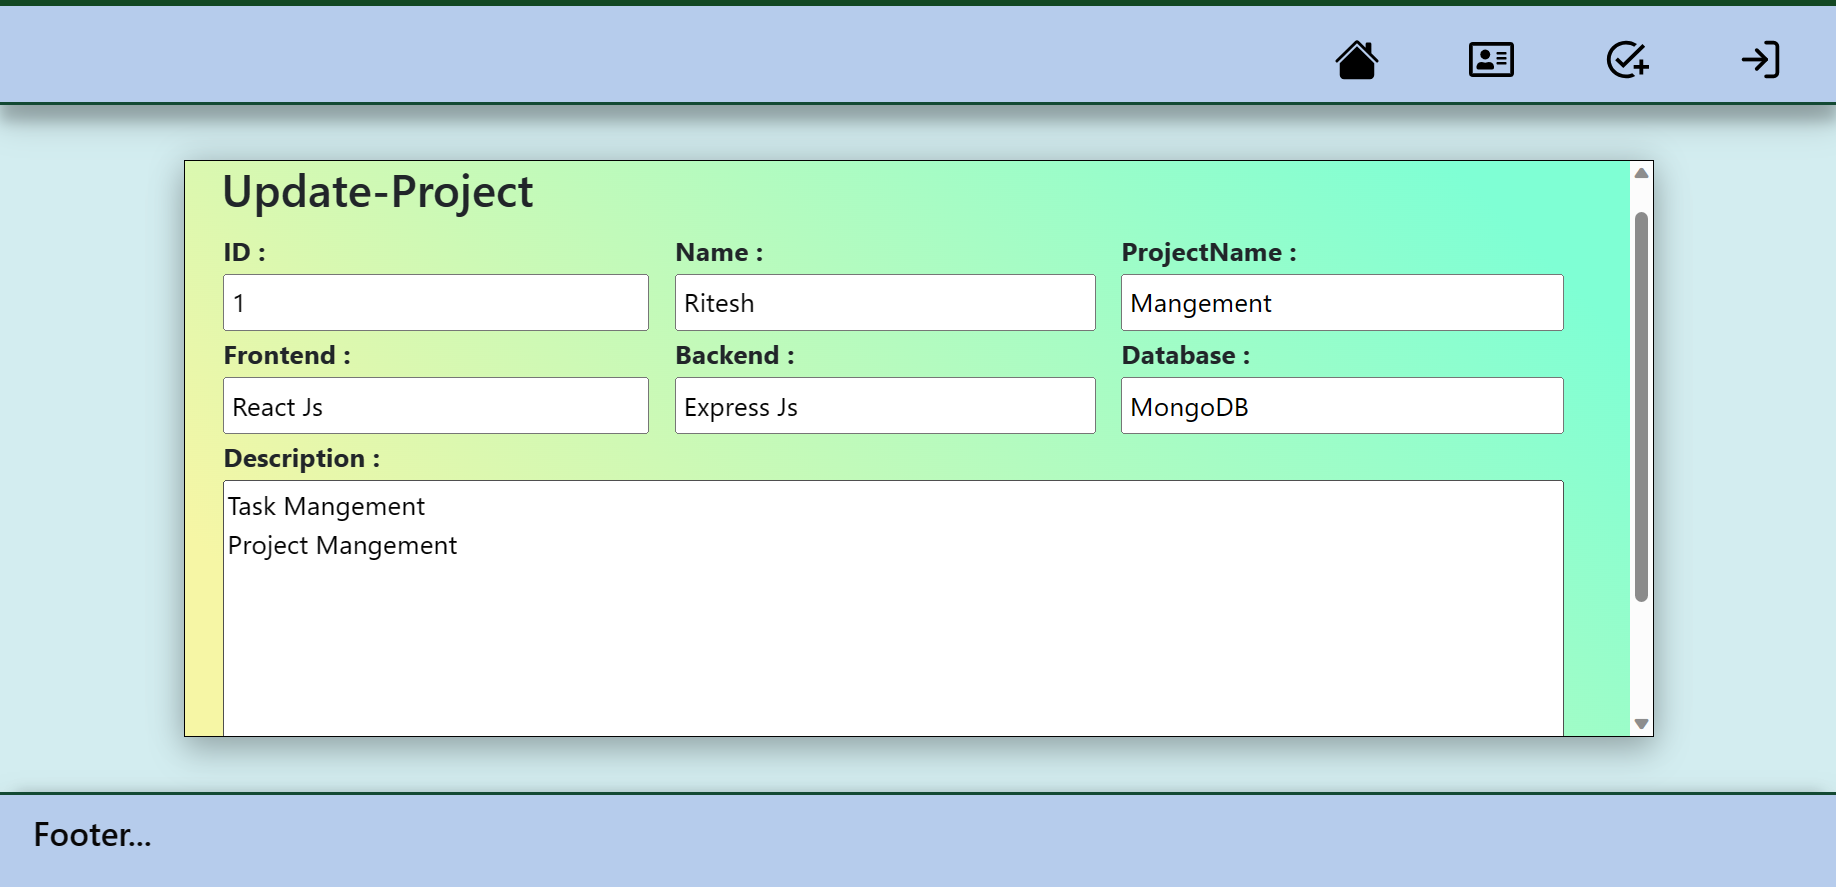 Update-Project
ID :
Name :
ProjectName :
1
Ritesh
Mangement
Frontend :
Backend :
Database :
React Js
Express Js
MongoDB
Description :
Task Mangement
Project Mangement
Footer...